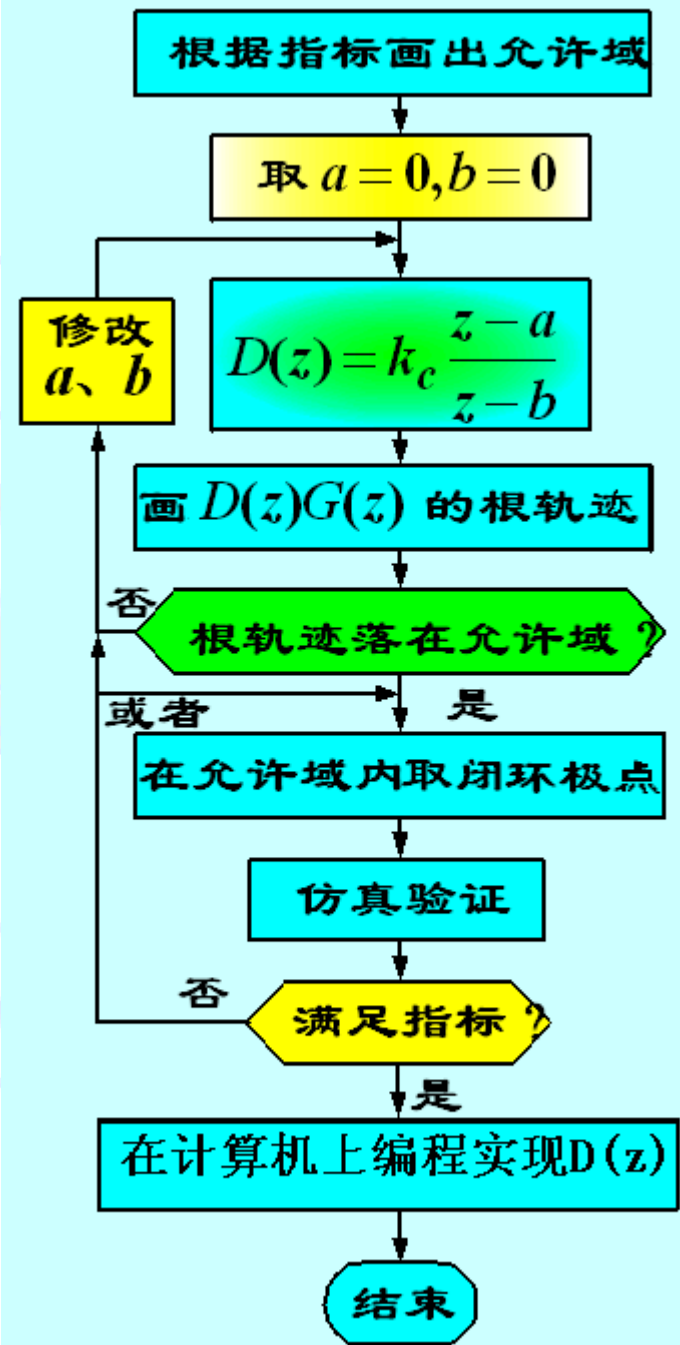 根据指标画出允许域
取 a=0,b=0
修改
a、b
D(z)=k_c \frac{z-a}{z-b}
画D(z)G(z)的根轨迹
否
根轨迹落在允许域?
或者
是
在允许域内取闭环极点
仿真验证
否
满足指标?
是
在计算机上编程实现D(z)
结束